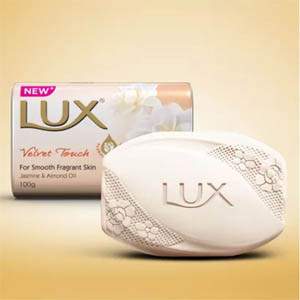 NEW
LUX
Velvet Touch
For Smooth Fragrant Skin
Jasmine & Almond Oil
100g
LUX